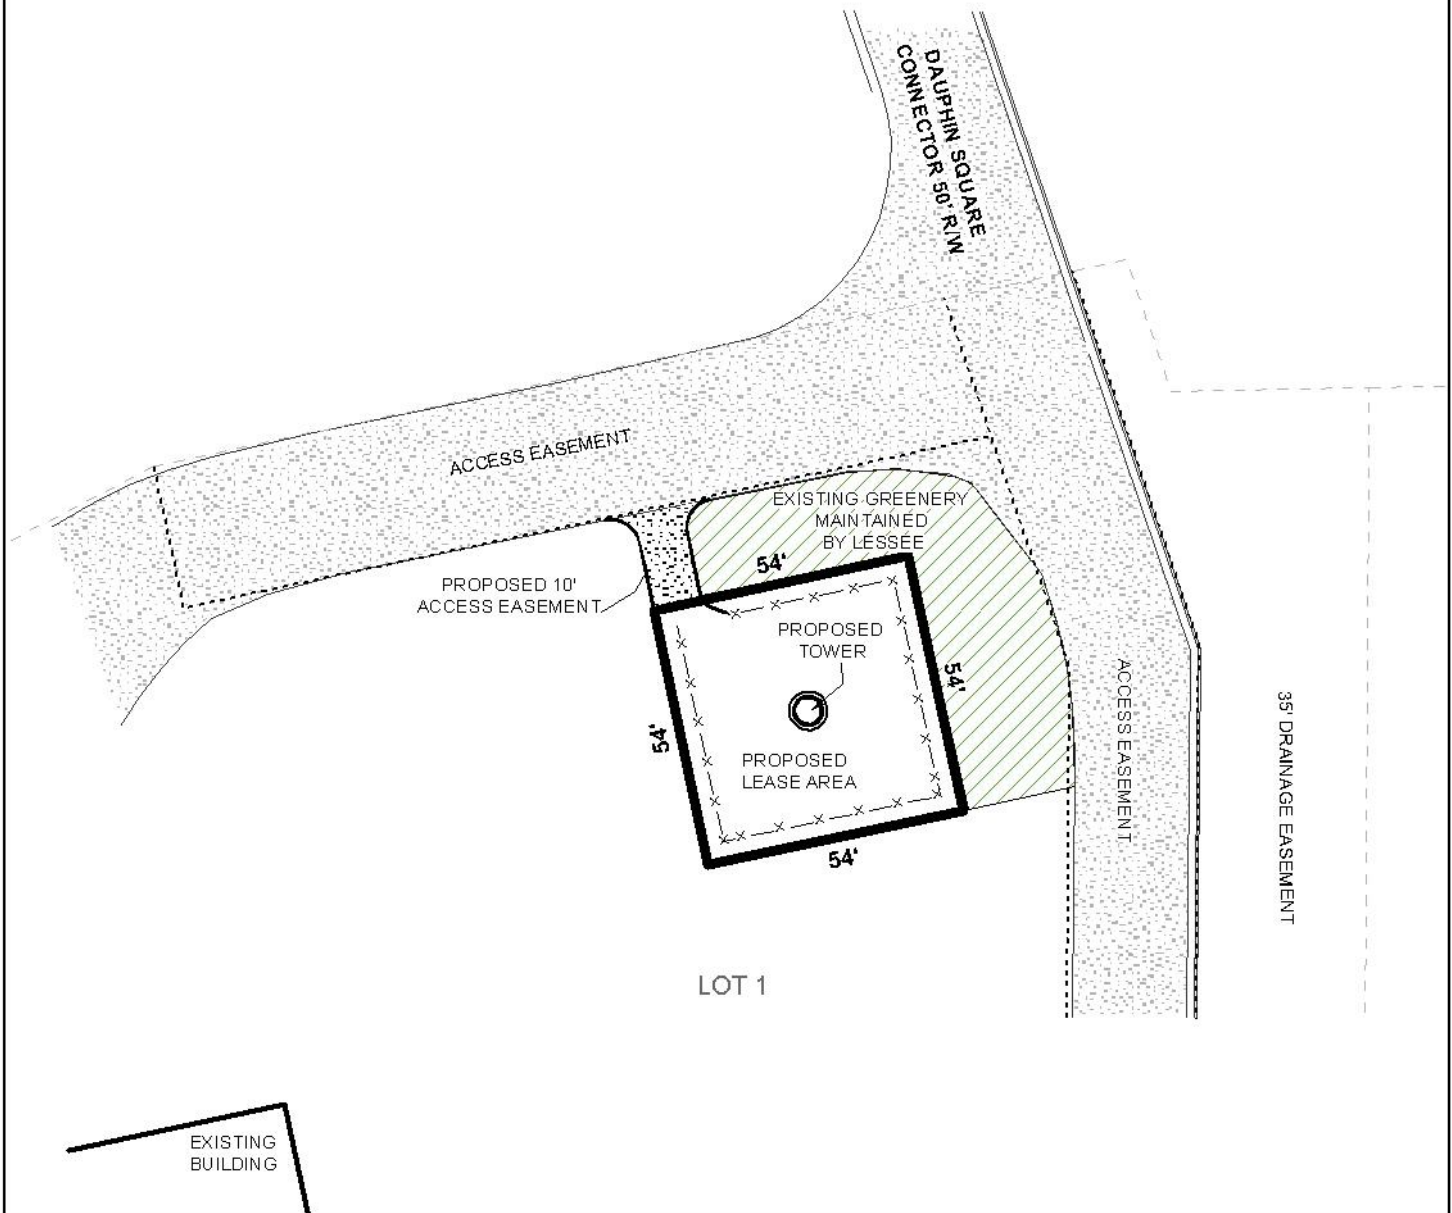 DAUPHIN SQUARE
CONNECTOR 50' R/W
ACCESS EASEMENT
EXISTING GREENERY
MAINTAINED
BY LESSEE
54'
PROPOSED 10'
ACCESS EASEMENT
PROPOSED
TOWER
54'
54'
PROPOSED
LEASE AREA
54'
ACCESS EASEMENT
35' DRAINAGE EASEMENT
LOT 1
EXISTING
BUILDING